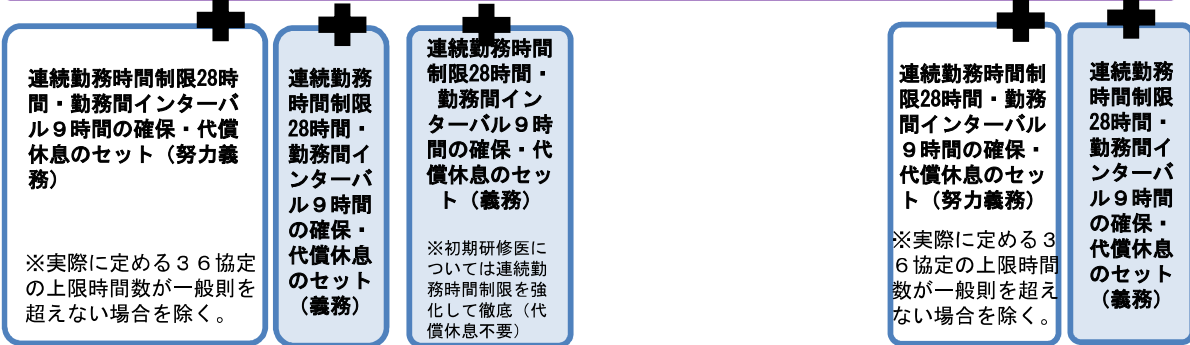 連続勤務時間制限28時
間・勤務間インターバ
ル９時間の確保・代償
休息のセット（努力義
務）
※実際に定める３６協定
の上限時間数が一般則を
超えない場合を除く。
連続勤務
時間制限
28時間・
勤務間イ
ンターバ
ル９時間
の確保・
代償休息
のセット
（義務）
連続勤務時間
制限28時間・
勤務間イン
ターバル９時
間の確保・代
償休息のセッ
ト（義務）
※初期研修医に
ついては連続勤
務時間制限を強
化して徹底（代
償休息不要）
連続勤務時間制
限28時間・勤務
間インターバル
９時間の確保・
代償休息のセッ
ト（努力義務）
※実際に定める３
６協定の上限時間
数が一般則を超え
ない場合を除く。
連続勤務
時間制限
28時間・
勤務間イ
ンターバ
ル９時間
の確保・
代償休息
のセット
（義務）